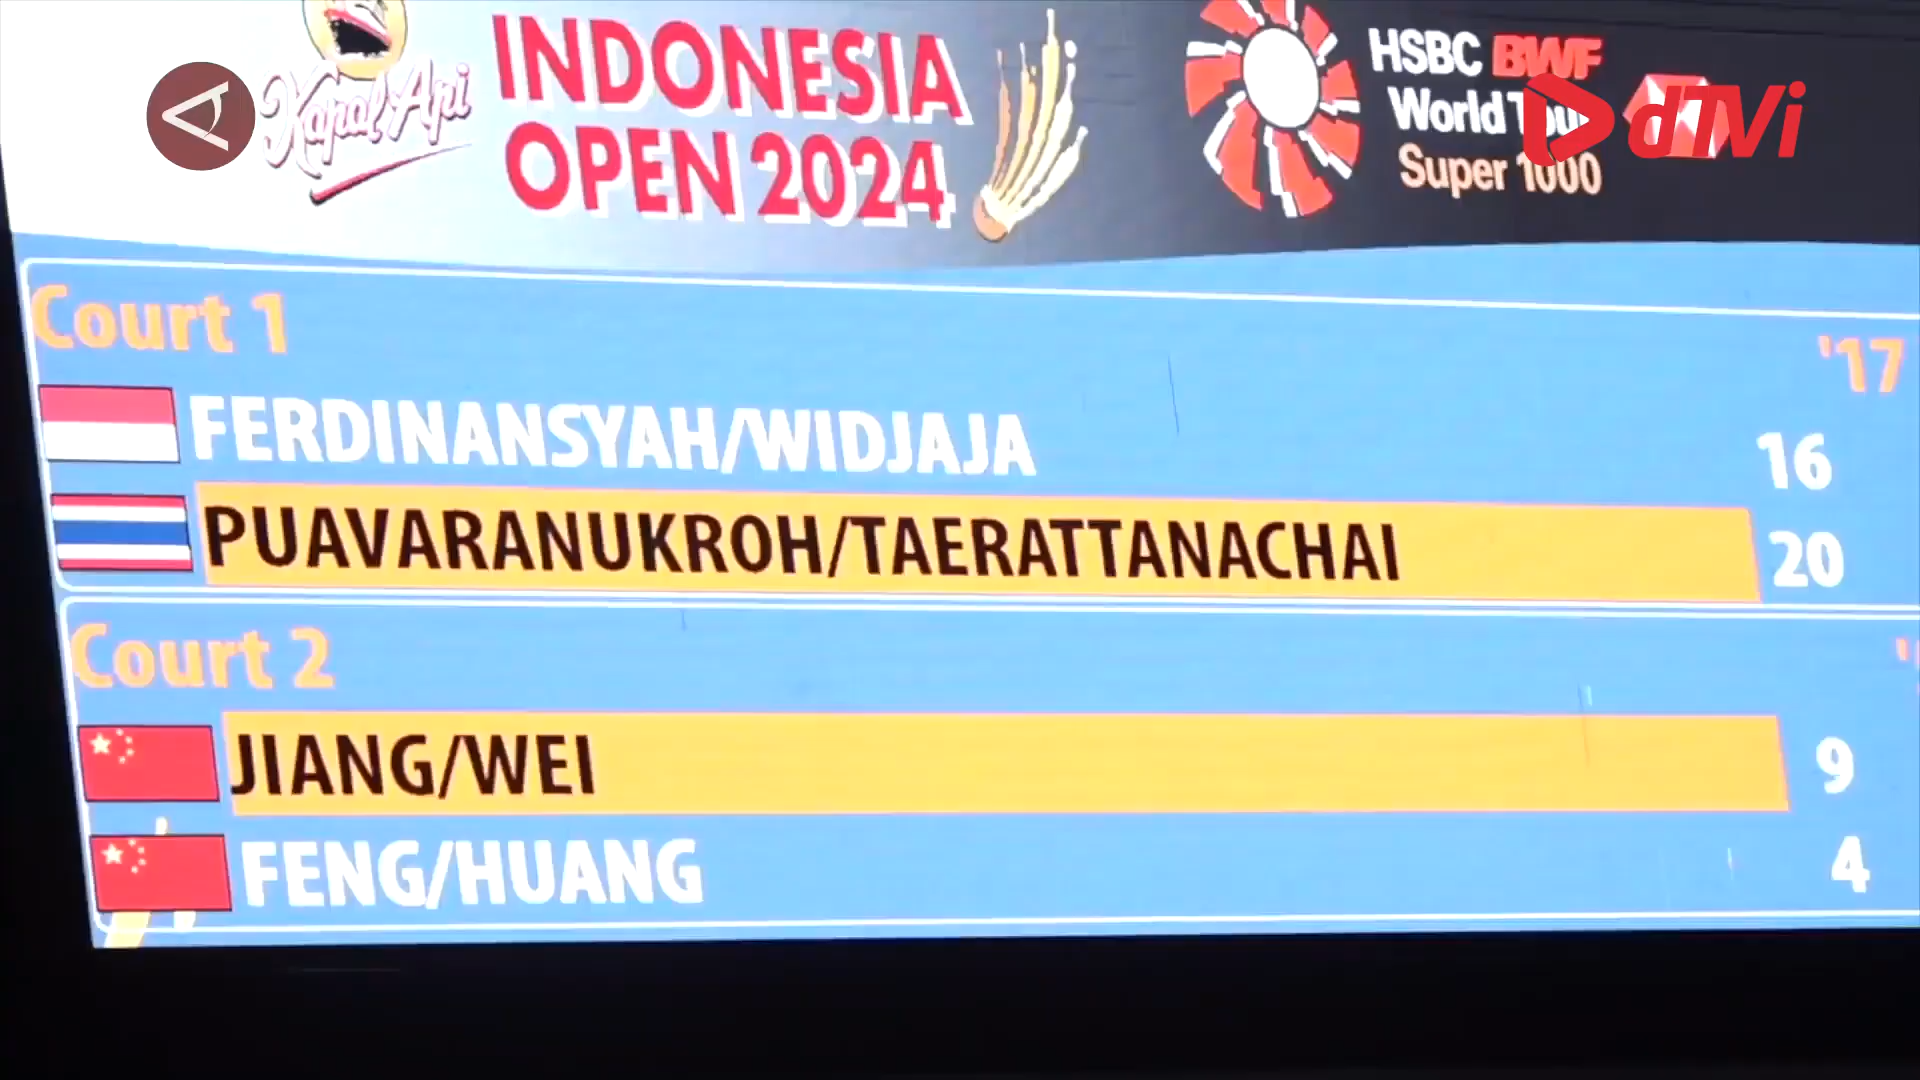 Kapal Api
INDONESIA
OPEN 2024
HSBC BWF
World Tour
Super 1000
dTVi
Court 1
'17
FERDINANSYAH/WIDJAJA
16
PUAVARANUKROH/TAERATTANACHAI
20
Court 2
JIANG/WEI
9
FENG/HUANG
4